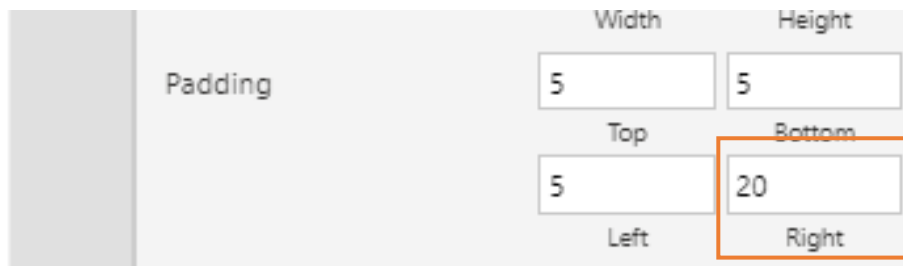 Width Height
Padding 5 5
Top Bottom
5 20
Left Right